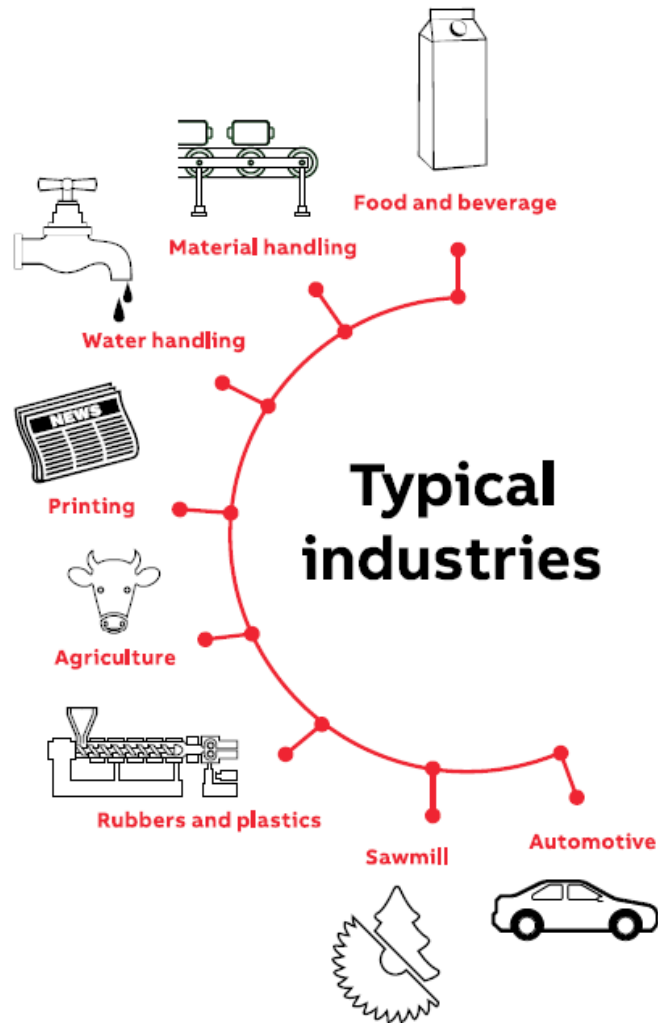 Food and beverage
Material handling
Water handling
NEWS
Printing
Typical
industries
Agriculture
Rubbers and plastics
Sawmill
Automotive